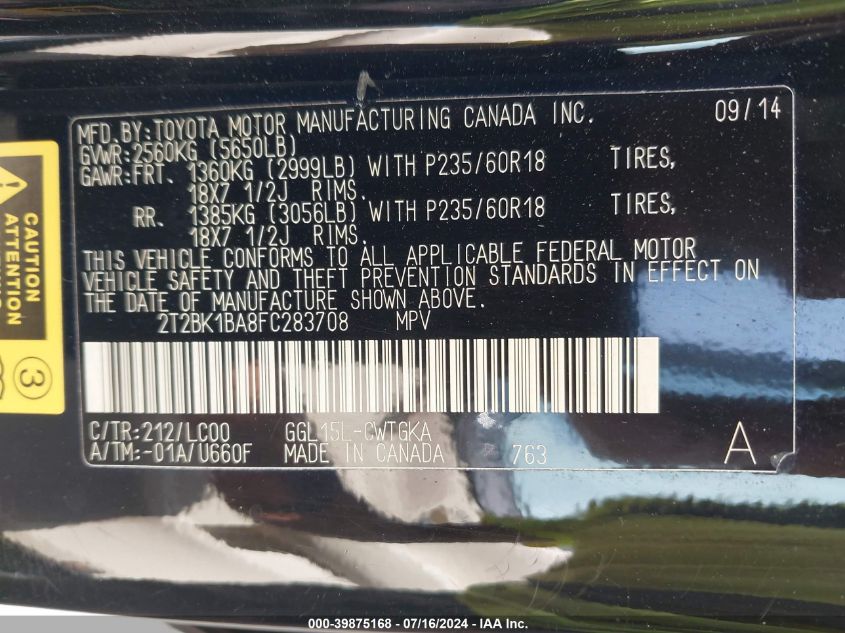 MFD. BY: TOYOTA MOTOR MANUFACTURING CANADA INC. 09/14
GVWR: 2560KG (5650LB)
GAWR: FRT. 1360KG (2999LB) WITH P235/60R18 TIRES,
18X7 1/2J RIMS.
RR. 1385KG (3056LB) WITH P235/60R18 TIRES,
18X7 1/2J RIMS.
THIS VEHICLE CONFORMS TO ALL APPLICABLE FEDERAL MOTOR
VEHICLE SAFETY AND THEFT PREVENTION STANDARDS IN EFFECT ON
THE DATE OF MANUFACTURE SHOWN ABOVE.
2T2BK1BA8FC283708 MPV
C/TR: 212/LC00 GGL15L-CWTGKA
A/TM: -01A/U660F MADE IN CANADA 763 A
CAUTION
ATTENTION
3
000-39875168 - 07/16/2024 - IAA Inc.